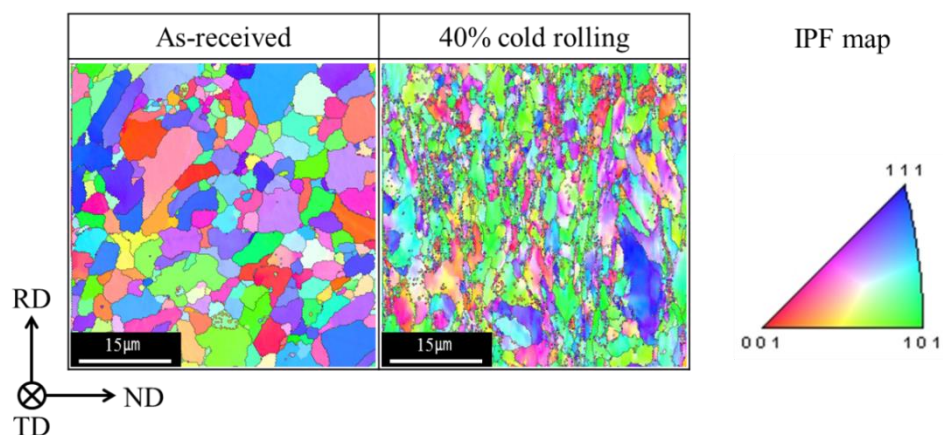 As-received
40% cold rolling
IPF map
111
RD
15μm
15μm
001
101
ND
TD